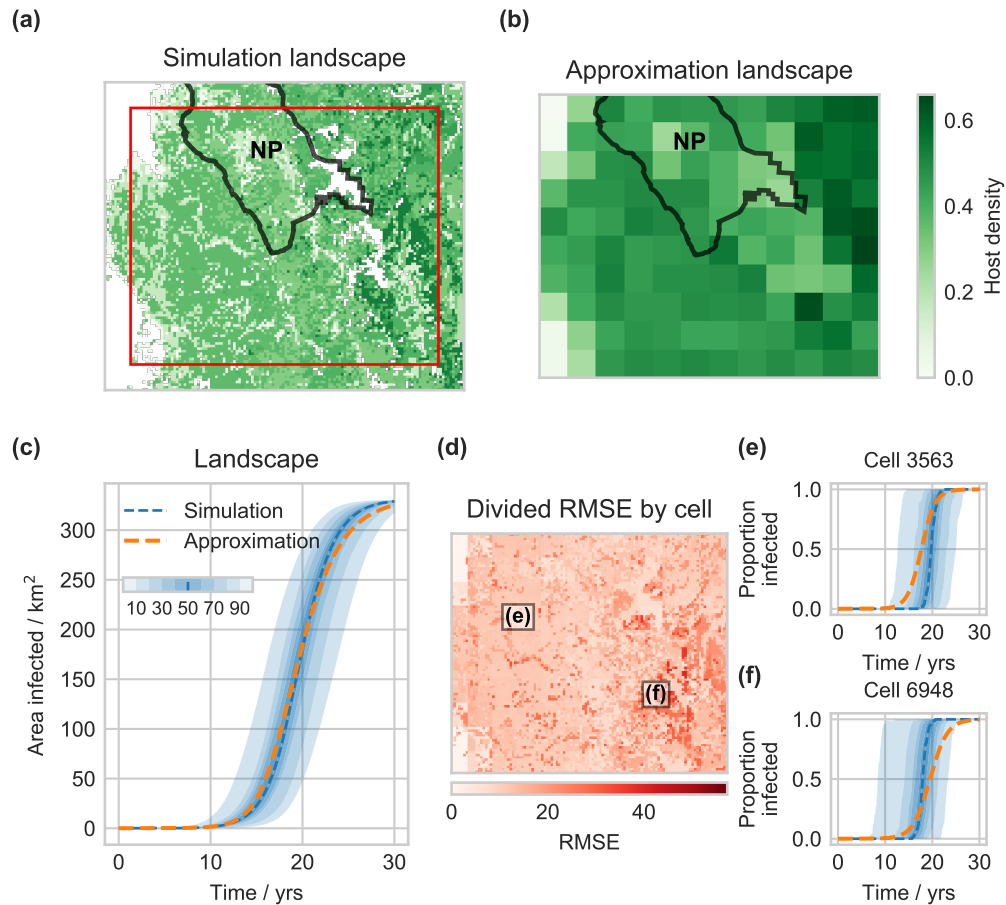 (a)
Simulation landscape
NP
(b)
Approximation landscape
NP
0.6
0.4
0.2
0.0
Host density
(c)
Landscape
Simulation
Approximation
10 30 50 70 90
300
250
200
150
100
50
0
Area infected / km²
0 10 20 30
Time / yrs
(d)
Divided RMSE by cell
(e)
(f)
0 20 40
RMSE
(e)
Cell 3563
1.0
0.5
0.0
Proportion
infected
0 10 20 30
Time / yrs
(f)
Cell 6948
1.0
0.5
0.0
Proportion
infected
0 10 20 30
Time / yrs